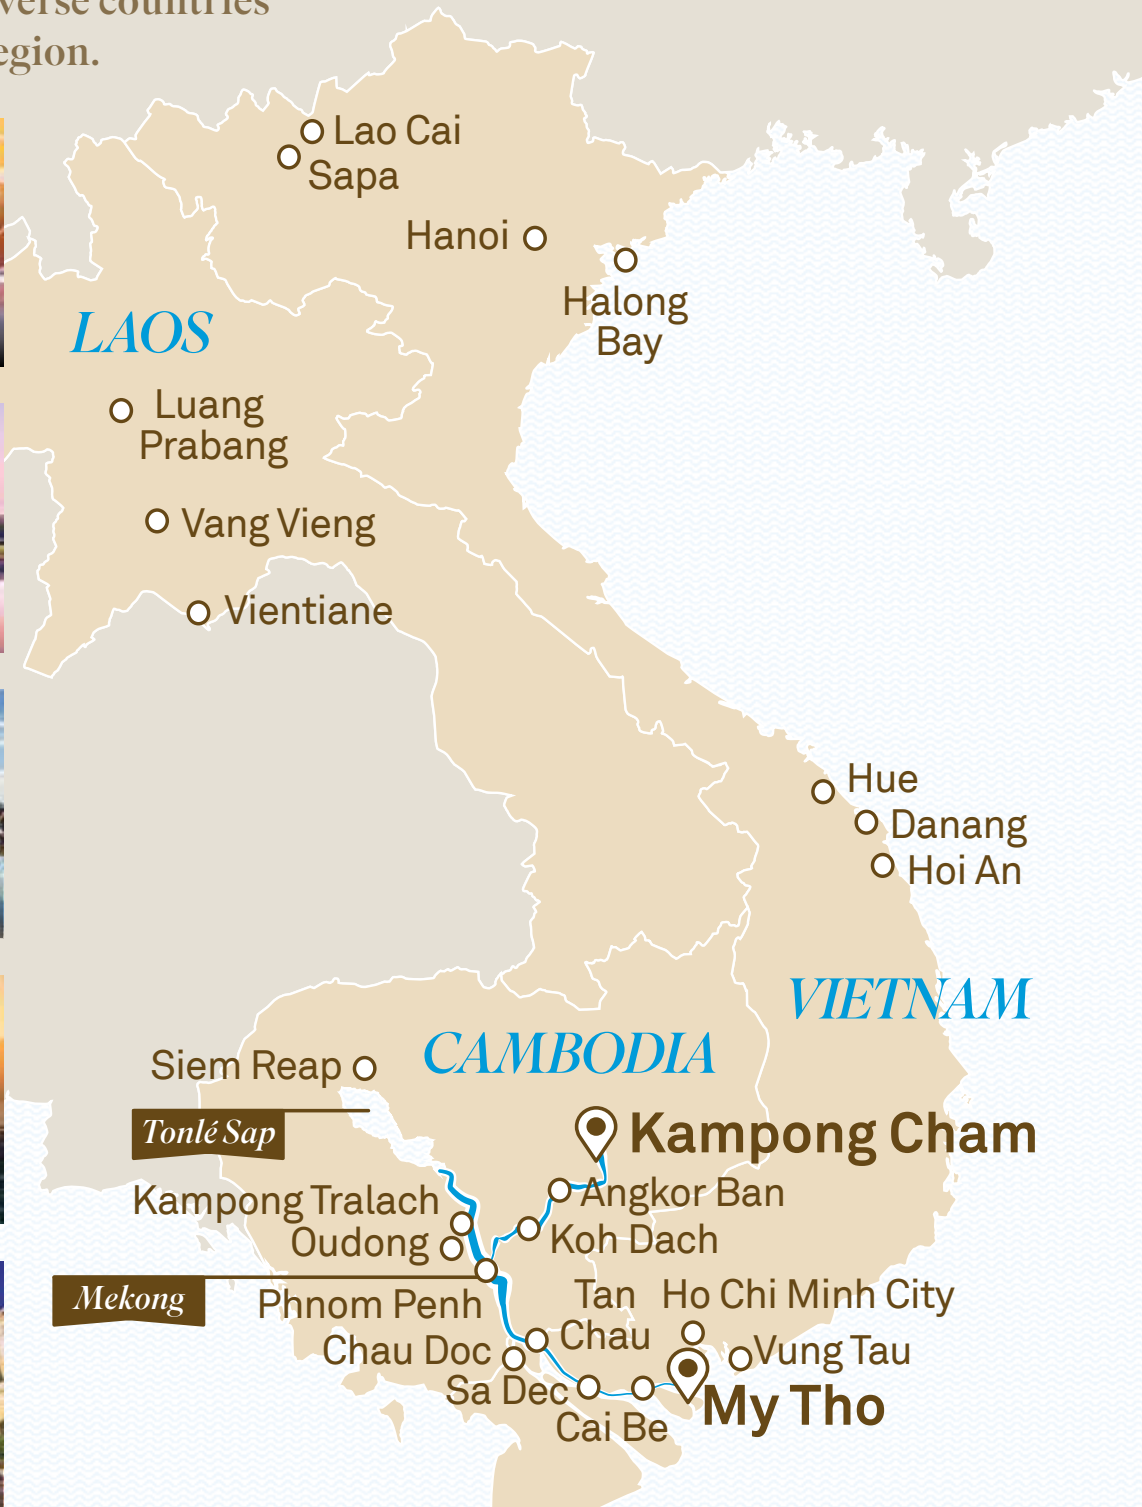 verse countries
egion.
Lao Cai
Sapa
Hanoi
Halong
Bay
LAOS
Luang
Prabang
Vang Vieng
Vientiane
Hue
Danang
Hoi An
VIETNAM
CAMBODIA
Siem Reap
Tonlé Sap
Kampong Cham
Angkor Ban
Kampong Tralach
Koh Dach
Oudong
Mekong
Phnom Penh
Tan
Chau
Ho Chi Minh City
Chau Doc
Vung Tau
Sa Dec
My Tho
Cai Be